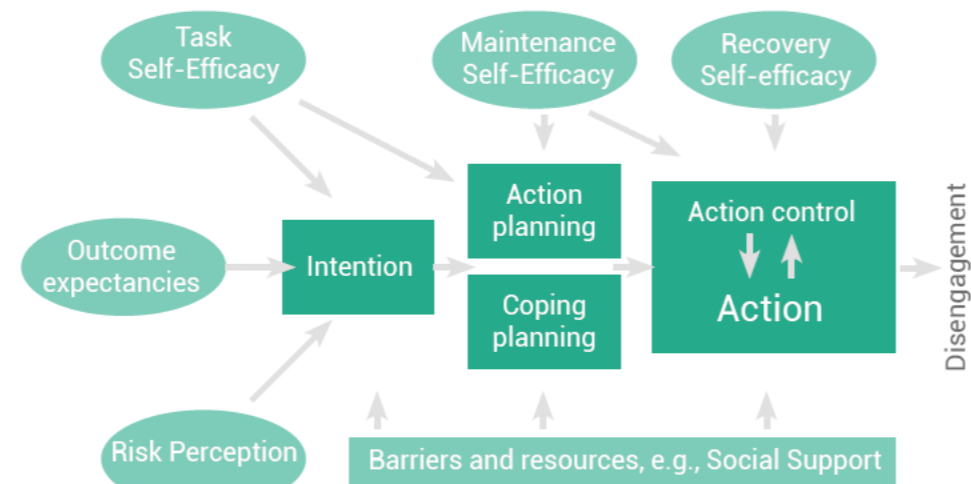 Task
Self-Efficacy
Maintenance
Self-Efficacy
Recovery
Self-efficacy
Action
planning
Action control
Outcome
expectancies
Intention
Coping
planning
Action
Disengagement
Risk Perception
Barriers and resources, e.g., Social Support